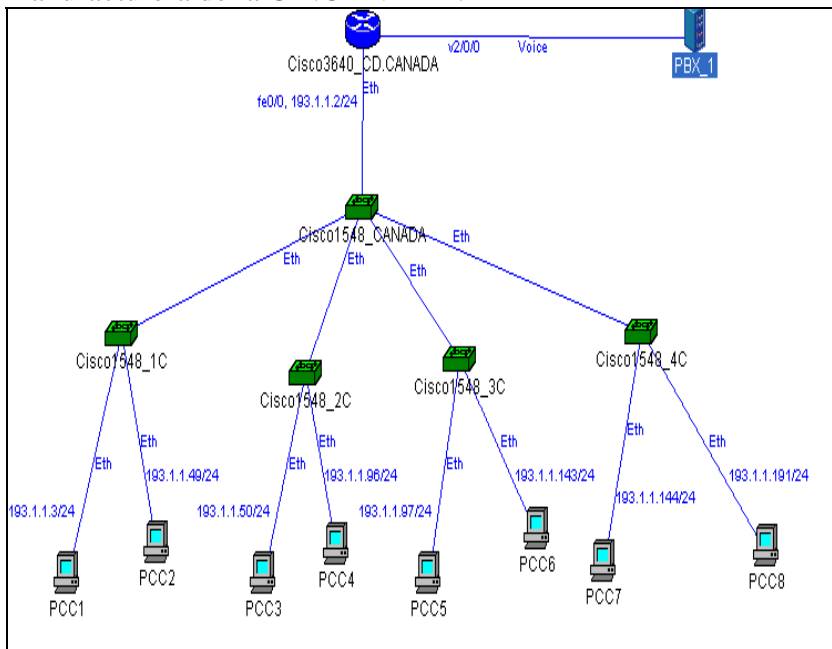 v2/0/0 Voice
Cisco3640_CD.CANADA
PBX_1
Eth
fe0/0, 193.1.1.2/24
Cisco1548_CANADA
Eth
Eth
Eth
Eth
Cisco1548_1C
Cisco1548_2C
Cisco1548_3C
Cisco1548_4C
Eth
Eth
Eth
Eth
Eth
Eth
Eth
Eth
193.1.1.3/24
193.1.1.49/24
193.1.1.50/24
193.1.1.96/24
193.1.1.97/24
193.1.1.143/24
193.1.1.144/24
193.1.1.191/24
PCC1
PCC2
PCC3
PCC4
PCC5
PCC6
PCC7
PCC8